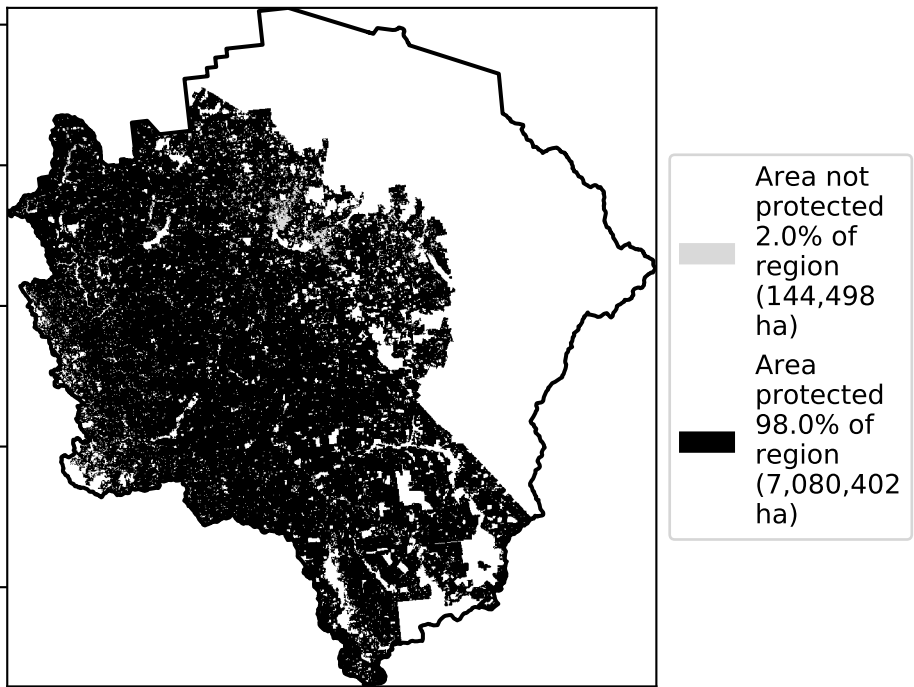 Area not
protected
2.0% of
region
(144,498
ha)
Area
protected
98.0% of
region
(7,080,402
ha)